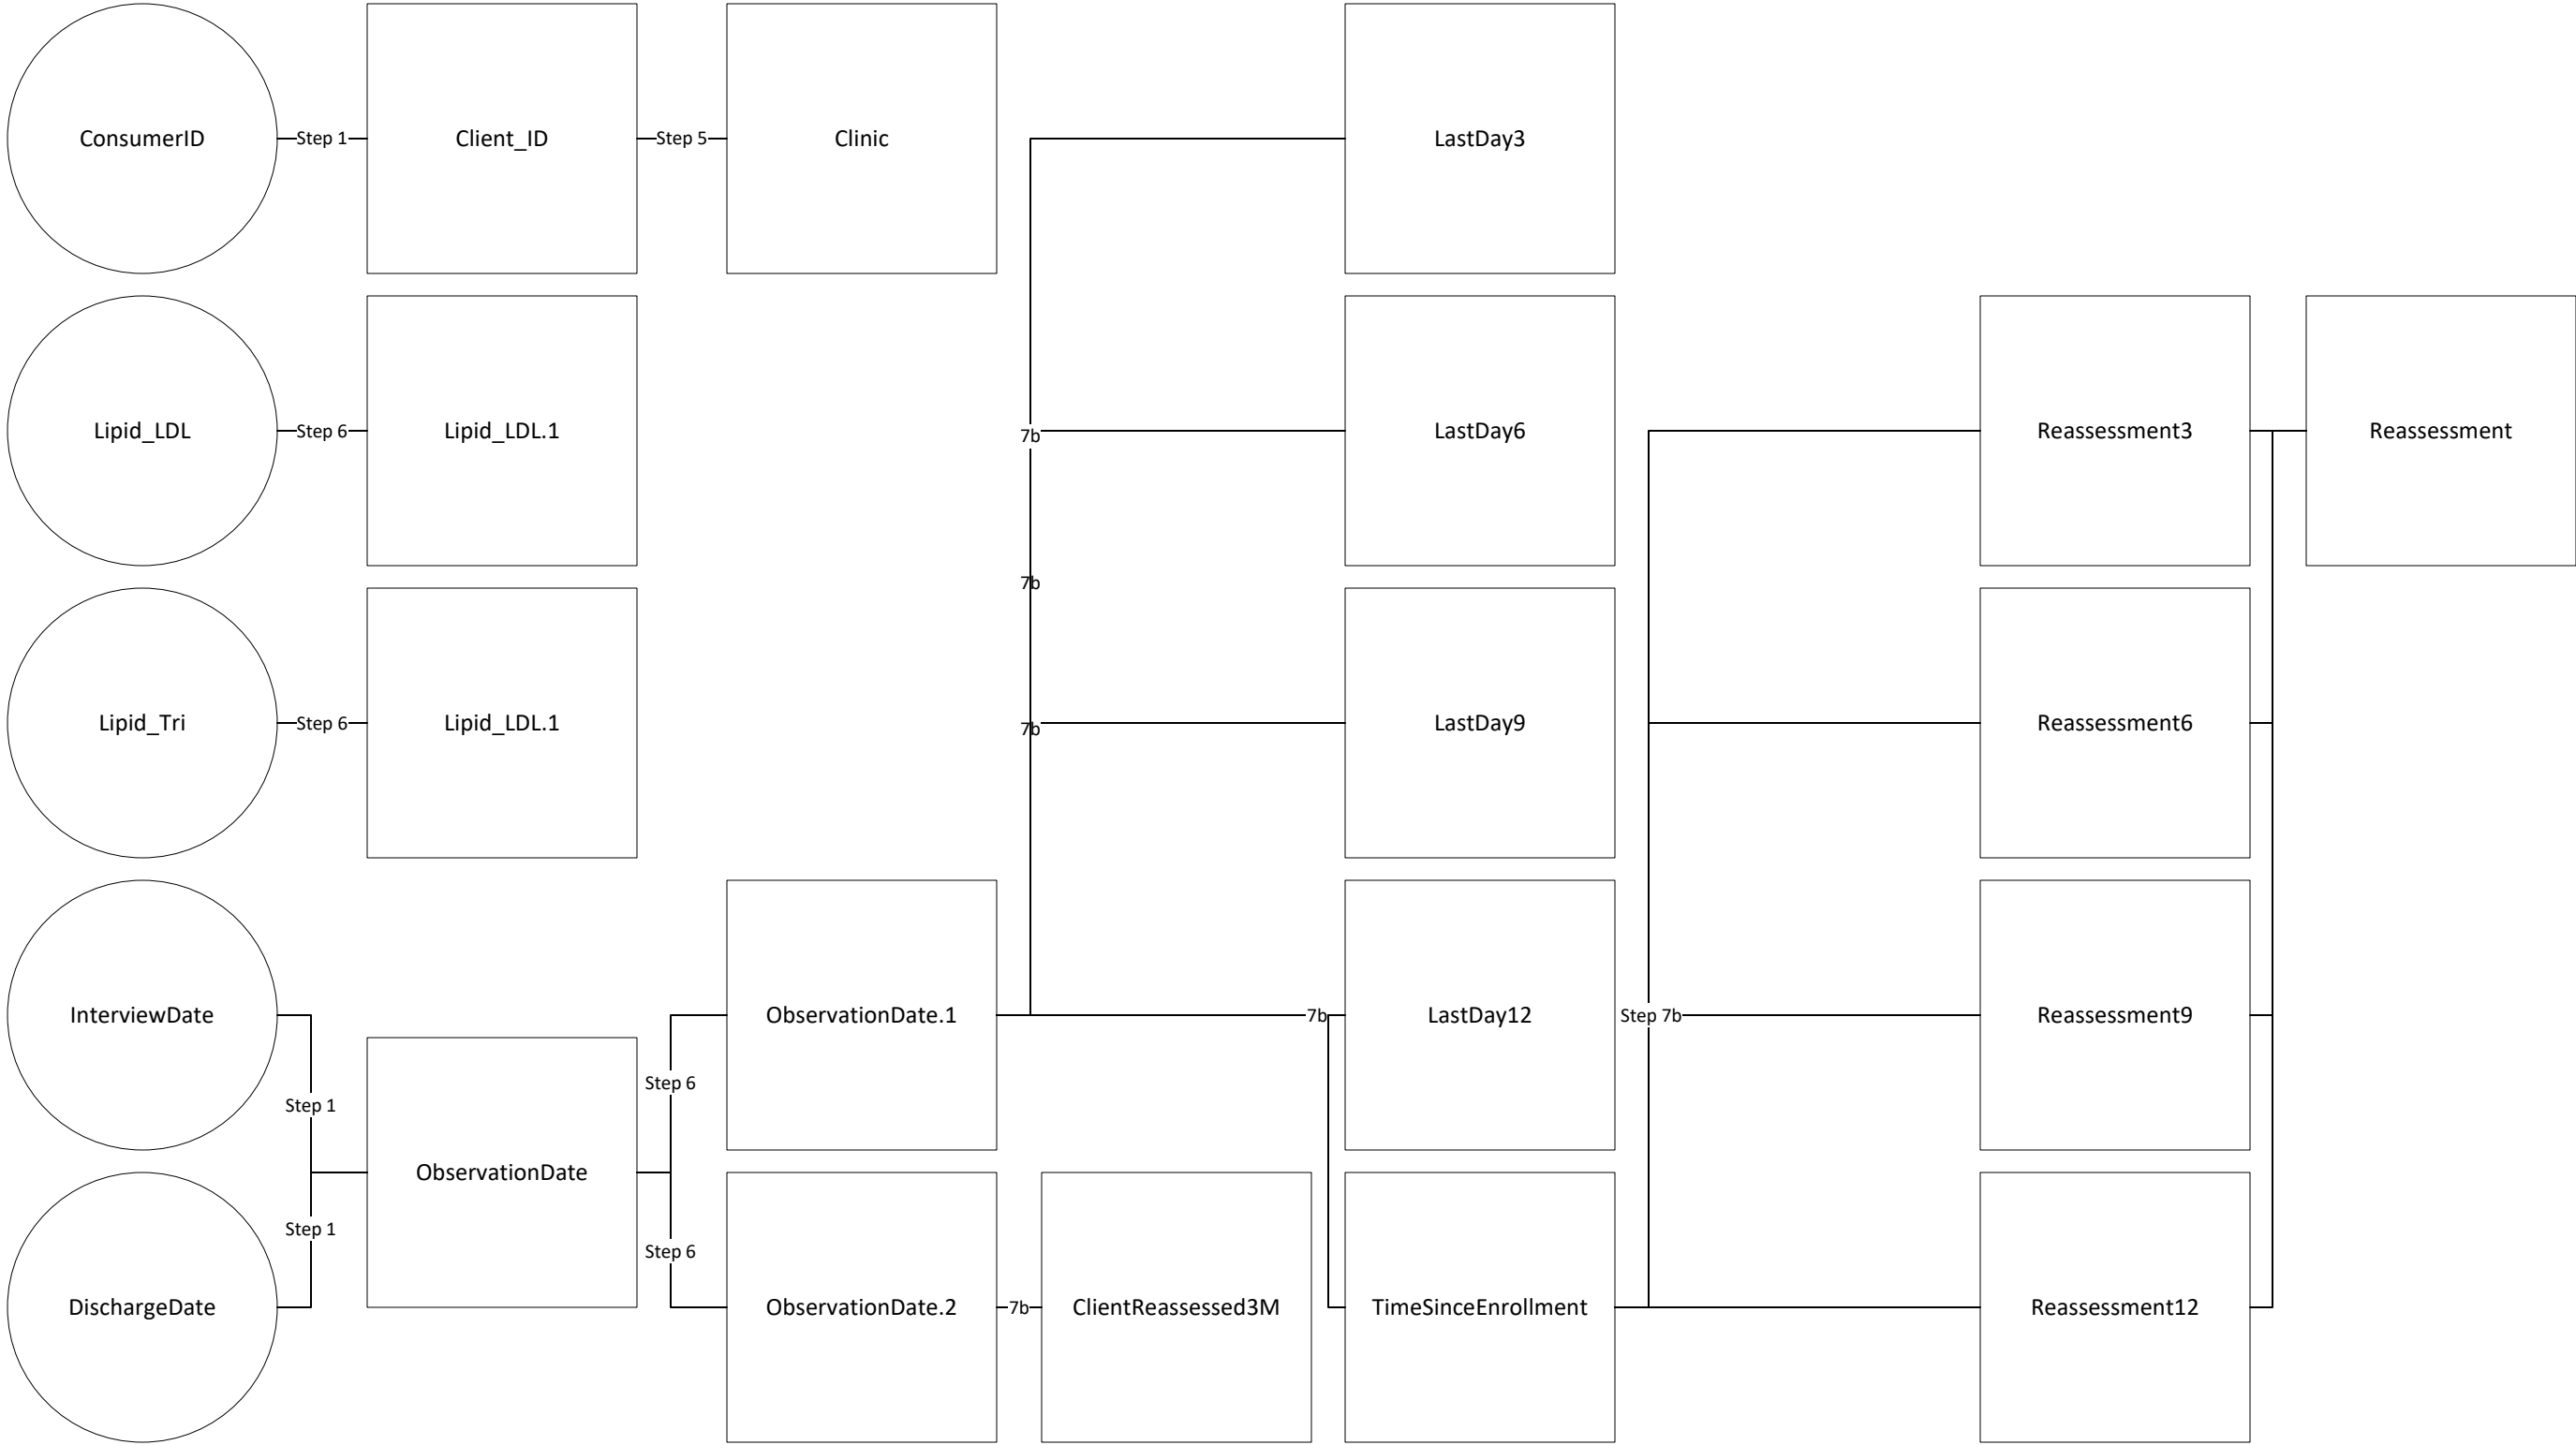 ConsumerID
Step 1
Client_ID
Step 5
Clinic
LastDay3
Lipid_LDL
Step 6
Lipid_LDL.1
7b
LastDay6
Reassessment3
Reassessment
7b
Lipid_Tri
Step 6
Lipid_LDL.1
7b
LastDay9
Reassessment6
InterviewDate
ObservationDate.1
7b
LastDay12
Step 7b
Reassessment9
Step 1
Step 6
ObservationDate
Step 1
Step 6
DischargeDate
ObservationDate.2
7b
ClientReassessed3M
TimeSinceEnrollment
Reassessment12